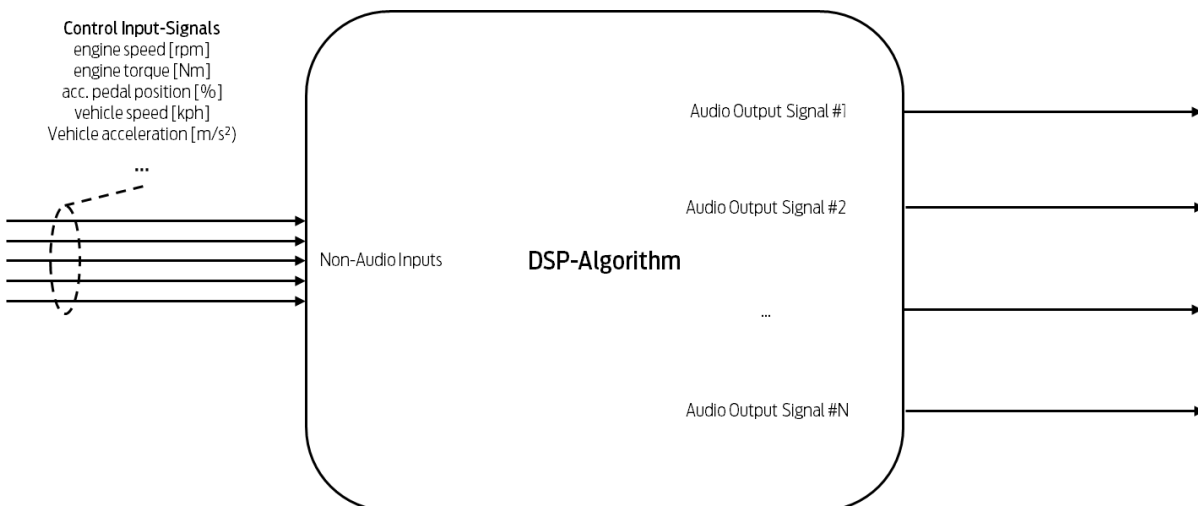 Control Input-Signals
engine speed [rpm]
engine torque [Nm]
acc. pedal position [%]
vehicle speed [kph]
Vehicle acceleration [m/s²)
...
Non-Audio Inputs
DSP-Algorithm
Audio Output Signal #1
Audio Output Signal #2
...
Audio Output Signal #N